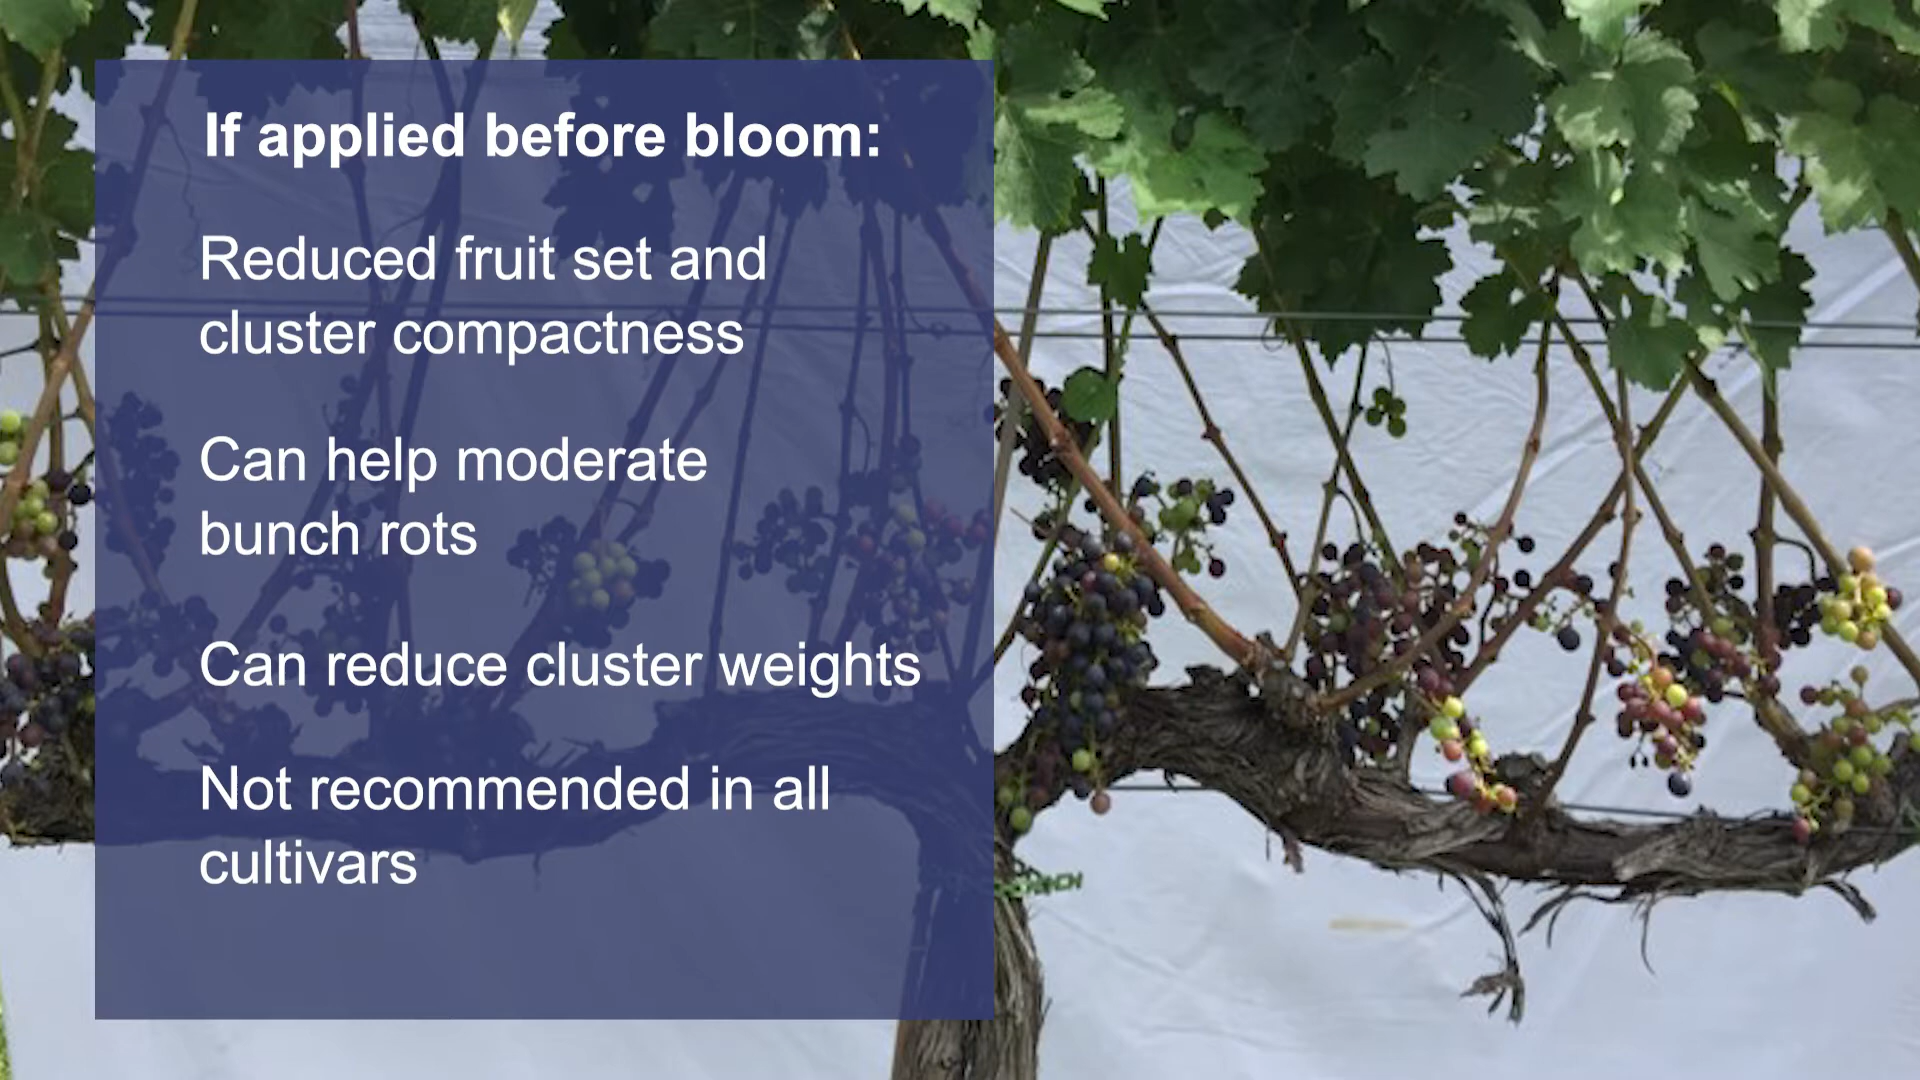 If applied before bloom:
Reduced fruit set and
cluster compactness
Can help moderate
bunch rots
Can reduce cluster weights
Not recommended in all
cultivars